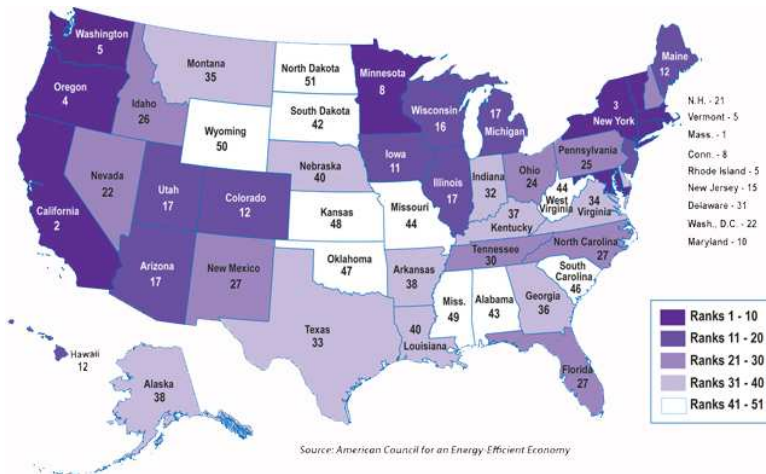 Washington
5
Oregon
4
California
2
Nevada
22
Idaho
26
Montana
35
Wyoming
50
Utah
17
Colorado
12
Arizona
17
New Mexico
27
North Dakota
51
South Dakota
42
Nebraska
40
Kansas
48
Oklahoma
47
Texas
33
Minnesota
8
Iowa
11
Missouri
44
Arkansas
38
40
Louisiana
Wisconsin
16
Illinois
17
17
Michigan
Indiana
32
Ohio
24
37
Kentucky
Tennessee
30
Miss.
49
Alabama
43
Georgia
36
Florida
27
South
Carolina
46
North Carolina
27
34
Virginia
44
West
Virginia
Pennsylvania
25
3
New York
Maine
12
Hawaii
12
Alaska
38
N.H. - 21
Vermont - 5
Mass. - 1
Conn. - 8
Rhode Island - 5
New Jersey - 15
Delaware - 31
Wash., D.C. - 22
Maryland - 10
Ranks 1 - 10
Ranks 11 - 20
Ranks 21 - 30
Ranks 31 - 40
Ranks 41 - 51
Source: American Council for an Energy-Efficient Economy